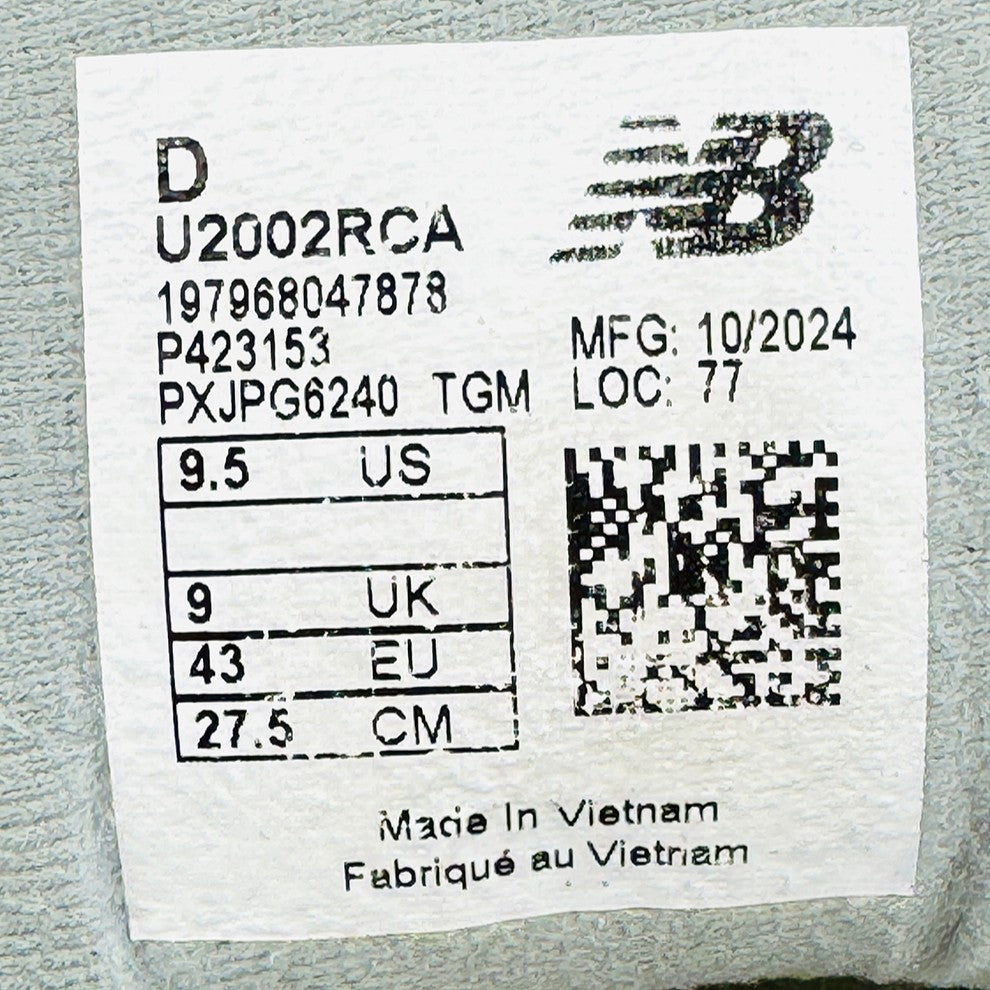 D
NB
U2002RCA
197968047878
P423153
PXJPG6240 TGM
MFG: 10/2024
LOC: 77
9.5 US
9 UK
43 EU
27.5 CM
Made In Vietnam
Fabriqué au Vietnam